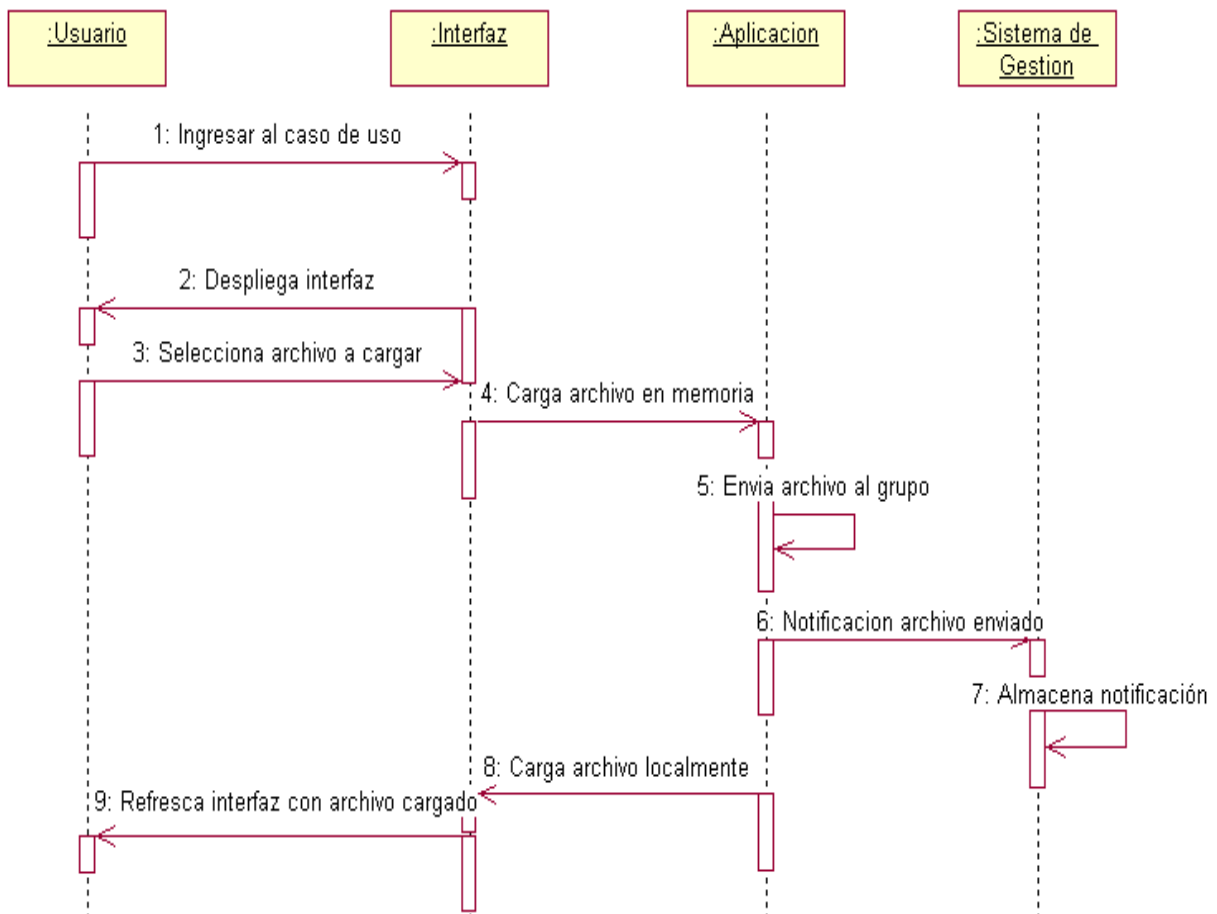 :Usuario
:Interfaz
:Aplicacion
:Sistema de
Gestion
1: Ingresar al caso de uso
2: Despliega interfaz
3: Selecciona archivo a cargar
4: Carga archivo en memoria
5: Envia archivo al grupo
6: Notificacion archivo enviado
7: Almacena notificación
8: Carga archivo localmente
9: Refresca interfaz con archivo cargado